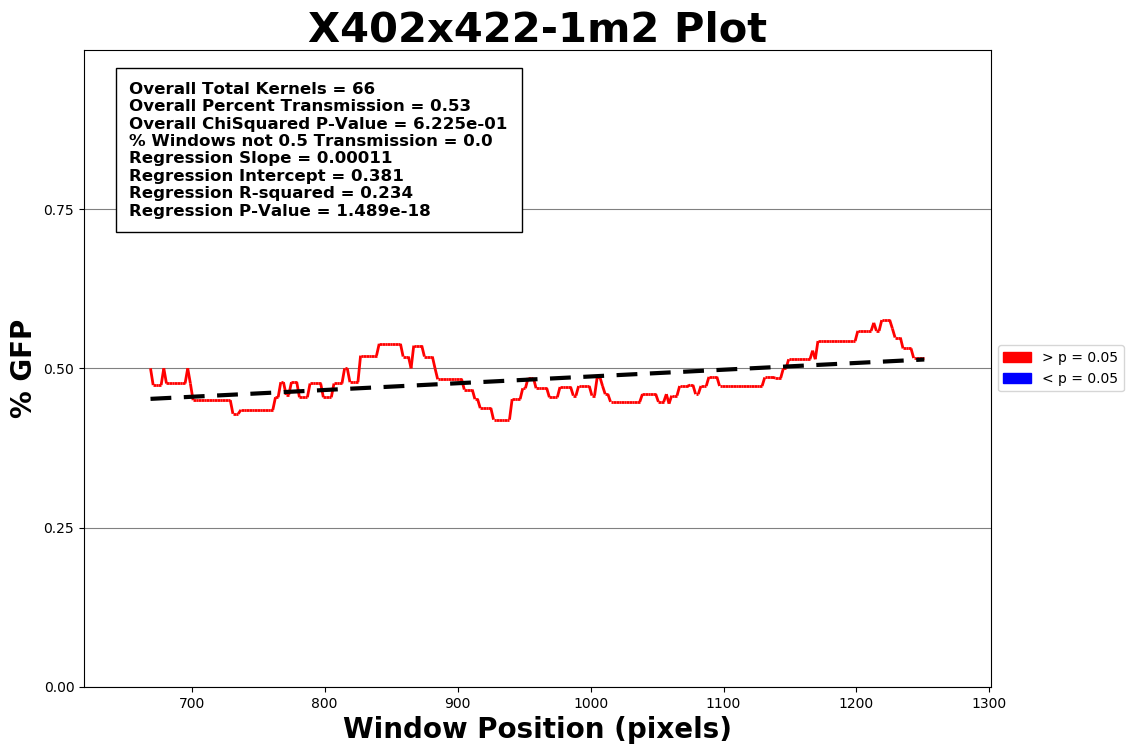 X402x422-1m2 Plot
Overall Total Kernels = 66
Overall Percent Transmission = 0.53
Overall ChiSquared P-Value = 6.225e-01
% Windows not 0.5 Transmission = 0.0
Regression Slope = 0.00011
Regression Intercept = 0.381
Regression R-squared = 0.234
Regression P-Value = 1.489e-18
% GFP
0.75
0.50
0.25
0.00
> p = 0.05
< p = 0.05
700 800 900 1000 1100 1200 1300
Window Position (pixels)